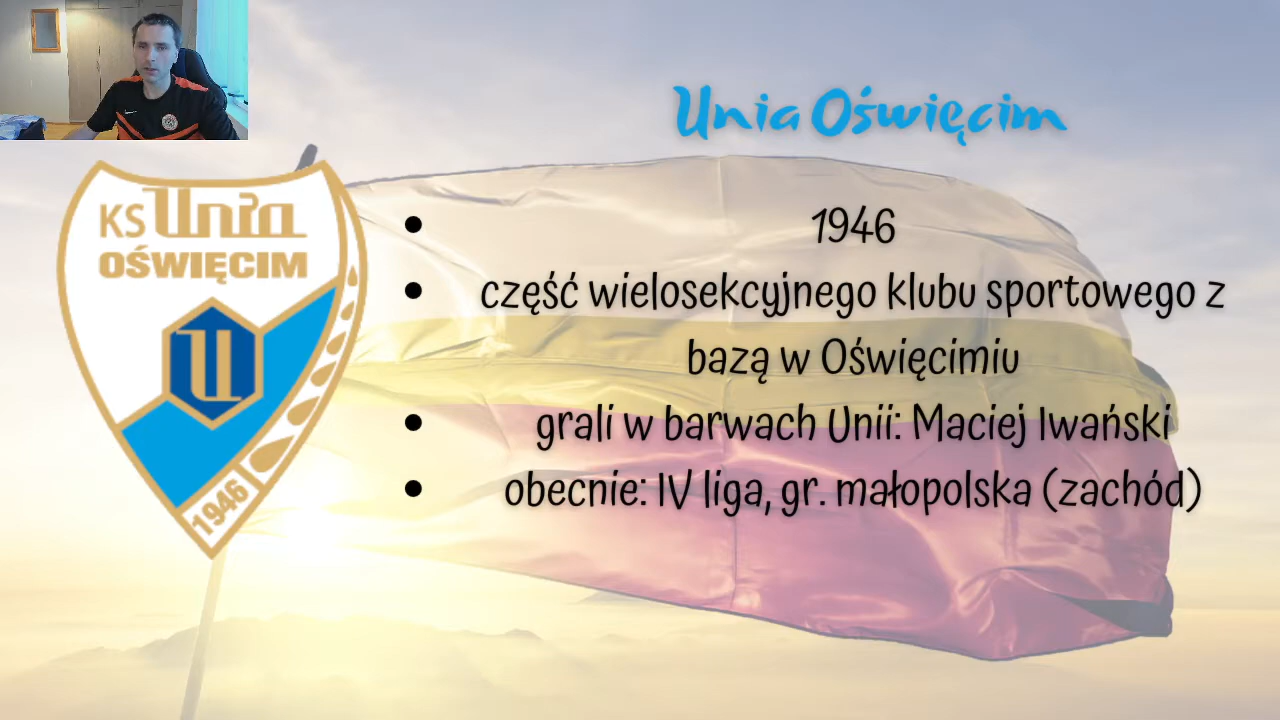 Unia Oświęcim
KS Unia
OŚWIĘCIM
U
1946
• 1946
• część wielosekcyjnego klubu sportowego z
bazą w Oświęcimiu
• grali w barwach Unii: Maciej Iwański
• obecnie: IV liga, gr. małopolska (zachód)